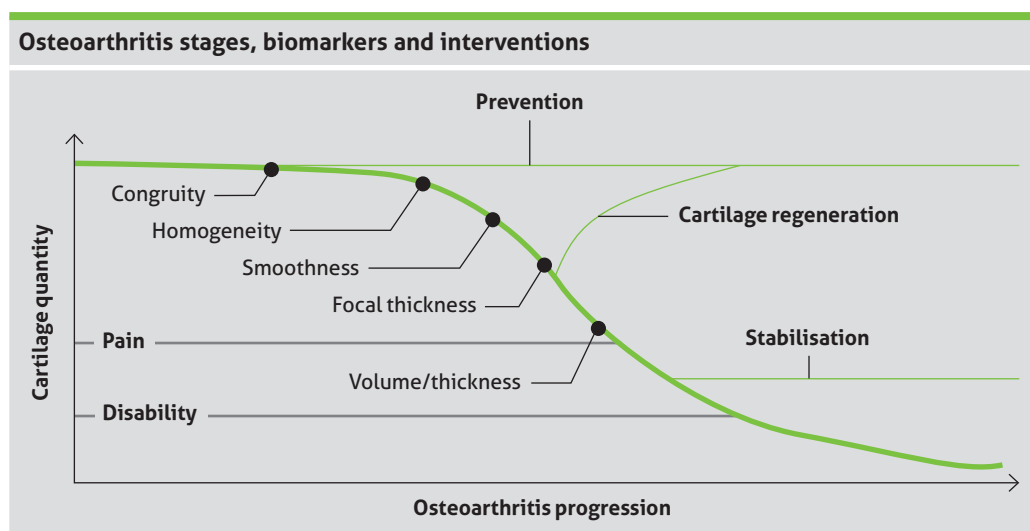 Osteoarthritis stages, biomarkers and interventions
Prevention
Congruity
Homogeneity
Cartilage regeneration
Smoothness
Focal thickness
Pain
Stabilisation
Volume/thickness
Disability
Cartilage quantity
Osteoarthritis progression